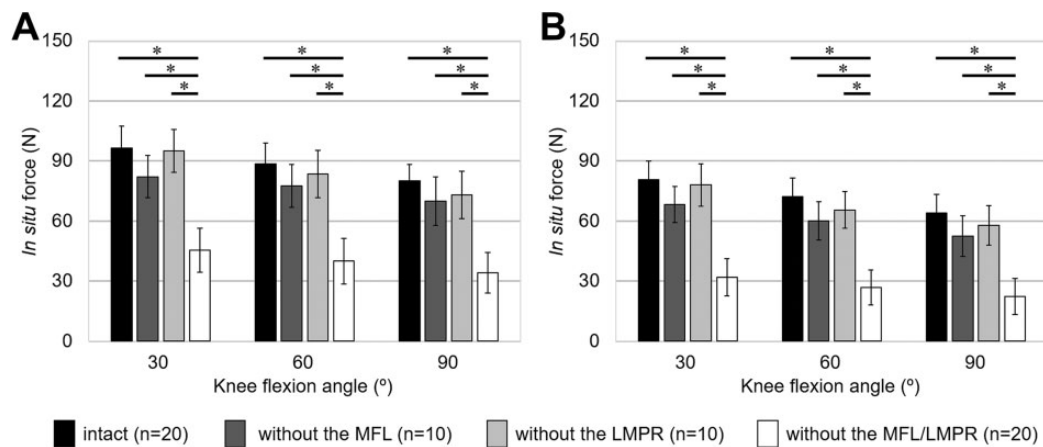 A
B
150
120
90
60
30
0
In situ force (N)
* * *
* * *
* * *
30 60 90
Knee flexion angle (º)
150
120
90
60
30
0
In situ force (N)
* * *
* * *
* * *
30 60 90
Knee flexion angle (º)
intact (n=20) without the MFL (n=10) without the LMPR (n=10) without the MFL/LMPR (n=20)